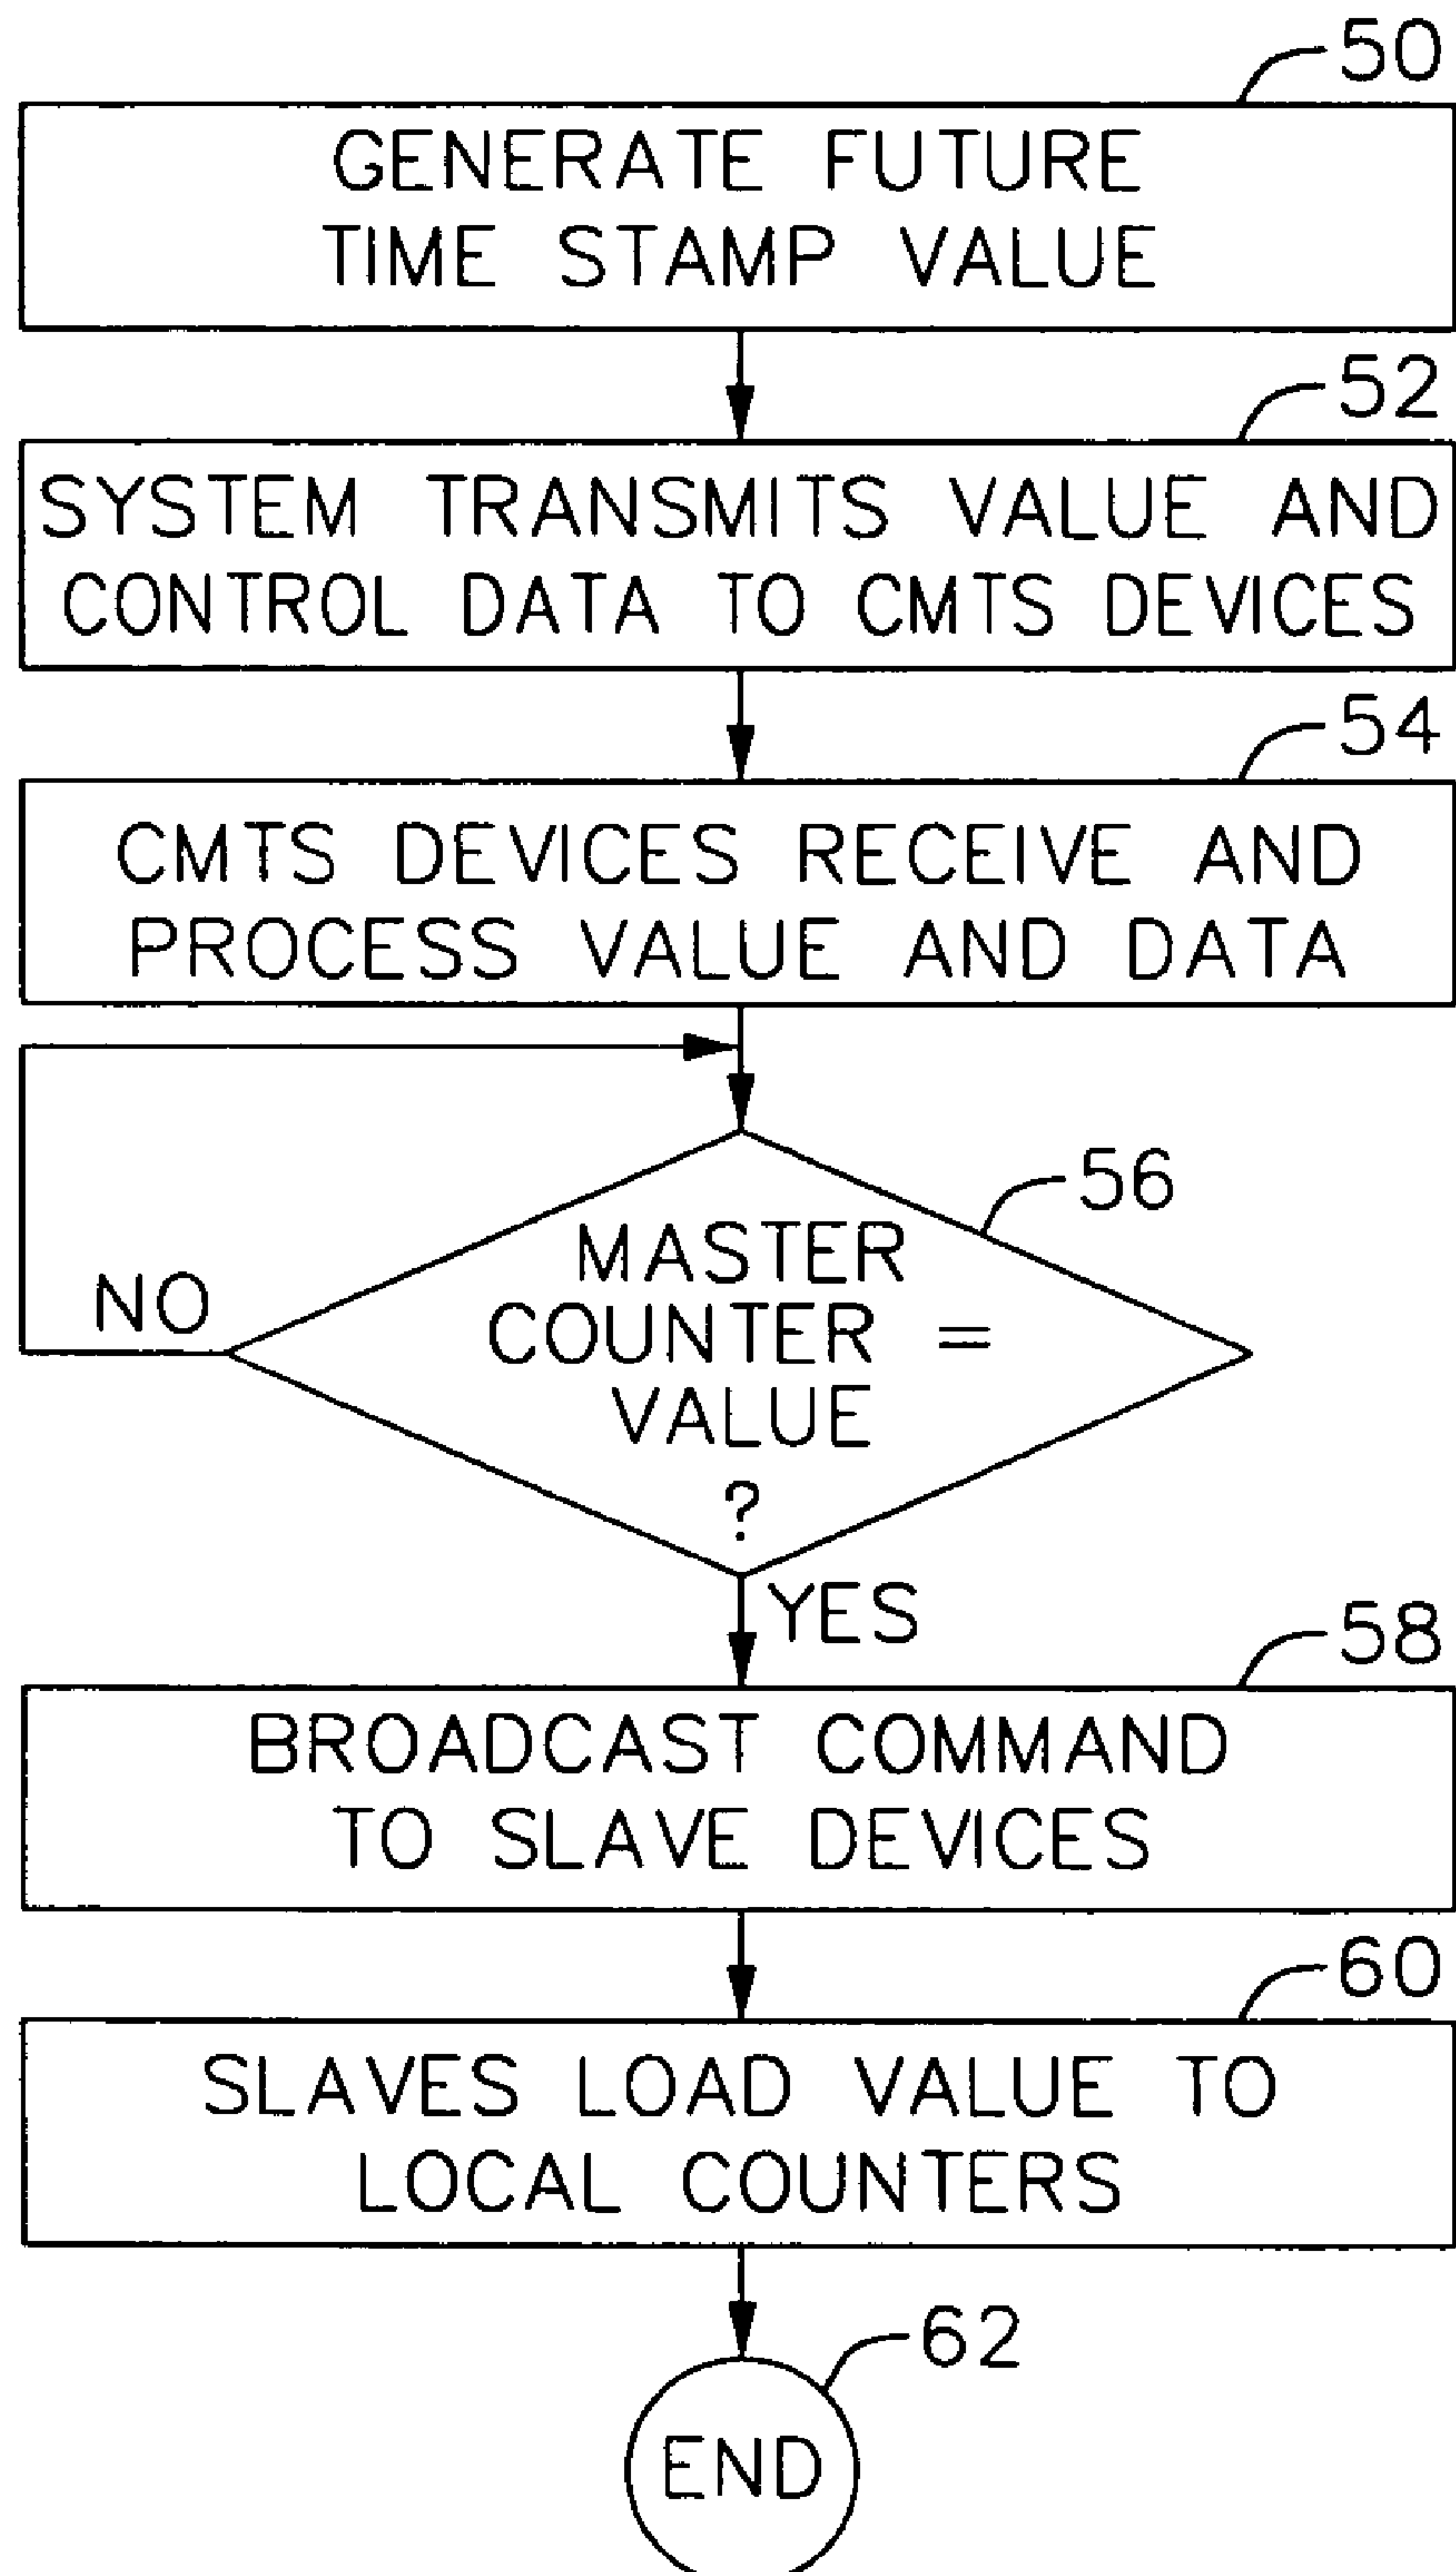 50
GENERATE FUTURE
TIME STAMP VALUE
52
SYSTEM TRANSMITS VALUE AND
CONTROL DATA TO CMTS DEVICES
54
CMTS DEVICES RECEIVE AND
PROCESS VALUE AND DATA
56
MASTER
COUNTER =
VALUE
?
NO
YES
58
BROADCAST COMMAND
TO SLAVE DEVICES
60
SLAVES LOAD VALUE TO
LOCAL COUNTERS
62
END